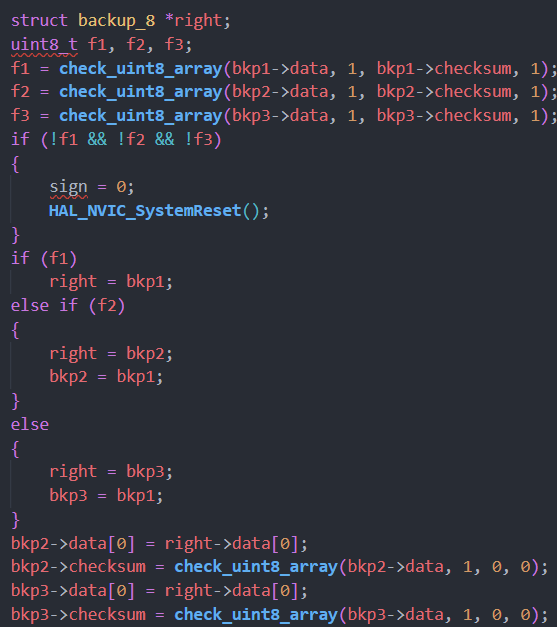 struct backup_8 *right;
uint8_t f1, f2, f3;
f1 = check_uint8_array(bkp1->data, 1, bkp1->checksum, 1);
f2 = check_uint8_array(bkp2->data, 1, bkp2->checksum, 1);
f3 = check_uint8_array(bkp3->data, 1, bkp3->checksum, 1);
if (!f1 && !f2 && !f3)
{
    sign = 0;
    HAL_NVIC_SystemReset();
}
if (f1)
    right = bkp1;
else if (f2)
{
    right = bkp2;
    bkp2 = bkp1;
}
else
{
    right = bkp3;
    bkp3 = bkp1;
}
bkp2->data[0] = right->data[0];
bkp2->checksum = check_uint8_array(bkp2->data, 1, 0, 0);
bkp3->data[0] = right->data[0];
bkp3->checksum = check_uint8_array(bkp3->data, 1, 0, 0);